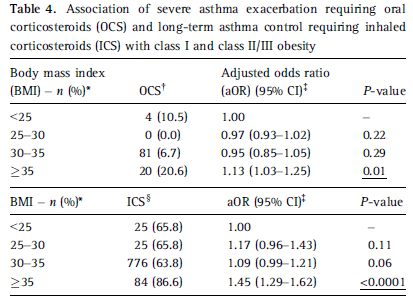 Table 4. Association of severe asthma exacerbation requiring oral
corticosteroids (OCS) and long-term asthma control requiring inhaled
corticosteroids (ICS) with class I and class II/III obesity
Body mass index
(BMI) – n (%)* OCS† Adjusted odds ratio
(aOR) (95% CI)‡ P-value
<25 4 (10.5) 1.00 –
25–30 0 (0.0) 0.97 (0.93–1.02) 0.22
30–35 81 (6.7) 0.95 (0.85–1.05) 0.29
≥35 20 (20.6) 1.13 (1.03–1.25) 0.01
BMI – n (%)* ICS§ aOR (95% CI)‡ P-value
<25 25 (65.8) 1.00 –
25–30 25 (65.8) 1.17 (0.96–1.43) 0.11
30–35 776 (63.8) 1.09 (0.99–1.21) 0.06
≥35 84 (86.6) 1.45 (1.29–1.62) <0.0001